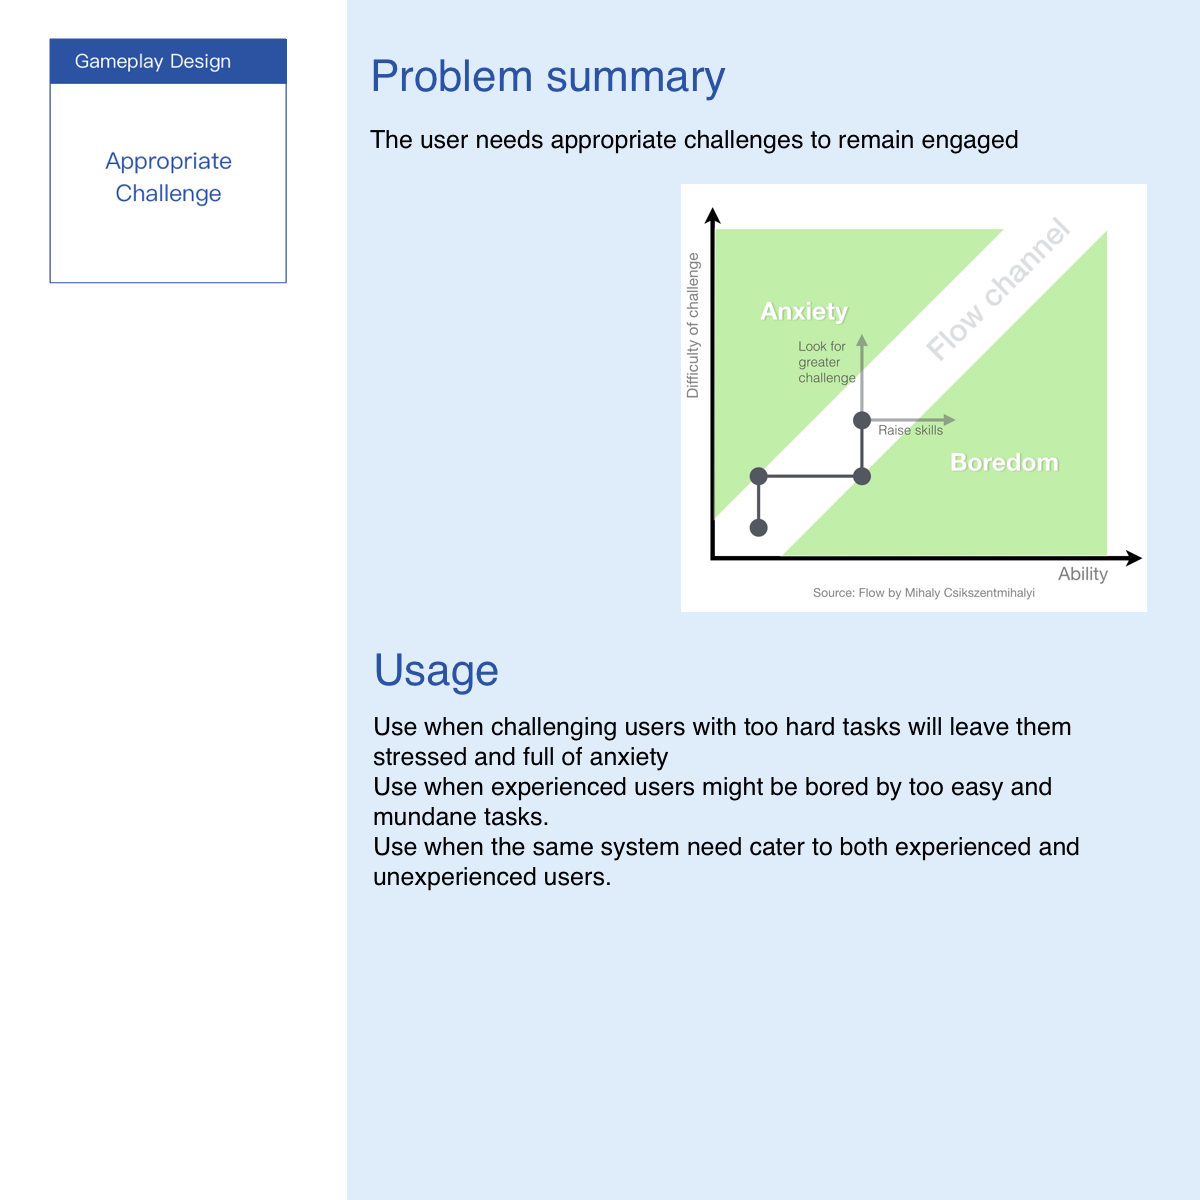 Gameplay Design
Appropriate
Challenge
Problem summary
The user needs appropriate challenges to remain engaged
Difficulty of challenge
Anxiety
Flow channel
Look for
greater
challenge
Raise skills
Boredom
Ability
Source: Flow by Mihaly Csikszentmihalyi
Usage
Use when challenging users with too hard tasks will leave them
stressed and full of anxiety
Use when experienced users might be bored by too easy and
mundane tasks.
Use when the same system need cater to both experienced and
unexperienced users.